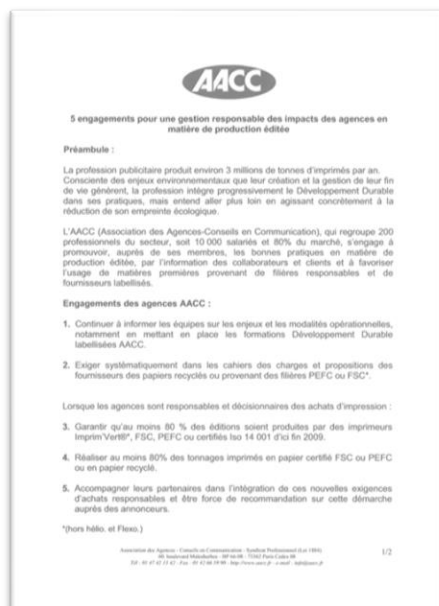 AACC
5 engagements pour une gestion responsable des impacts des agences en
matière de production éditée
Préambule :
La profession publicitaire produit environ 3 millions de tonnes d'imprimés par an.
Consciente des enjeux environnementaux que leur création et la gestion de leur fin
de vie génèrent, la profession intègre progressivement le Développement Durable
dans ses pratiques, mais entend aller plus loin en agissant concrètement à la
réduction de son empreinte écologique.
L'AACC (Association des Agences-Conseils en Communication), qui regroupe 200
professionnels du secteur, soit 10 000 salariés et 80% du marché, s'engage à
promouvoir, auprès de ses membres, les bonnes pratiques en matière de
production éditée, par l'information des collaborateurs et clients et à favoriser
l'usage de matières premières provenant de filières responsables et de
fournisseurs labellisés.
Engagements des agences AACC :
1. Continuer à informer les équipes sur les enjeux et les modalités opérationnelles,
notamment en mettant en place les formations Développement Durable
labellisées AACC.
2. Exiger systématiquement dans les cahiers des charges et propositions des
fournisseurs des papiers recyclés ou provenant des filières PEFC ou FSC*.
Lorsque les agences sont responsables et décisionnaires des achats d'impression :
3. Garantir qu'au moins 80 % des éditions soient produites par des imprimeurs
Imprim'Vert®*, FSC, PEFC ou certifiés Iso 14 001 d'ici fin 2009.
4. Réaliser au moins 80% des tonnages imprimés en papier certifié FSC ou PEFC
ou en papier recyclé.
5. Accompagner leurs partenaires dans l'intégration de ces nouvelles exigences
d'achats responsables et être force de recommandation sur cette démarche
auprès des annonceurs.
*(hors hélio. et Flexo.)
Association des Agences - Conseils en Communication - Syndicat Professionnel (Loi 1884)
1/2